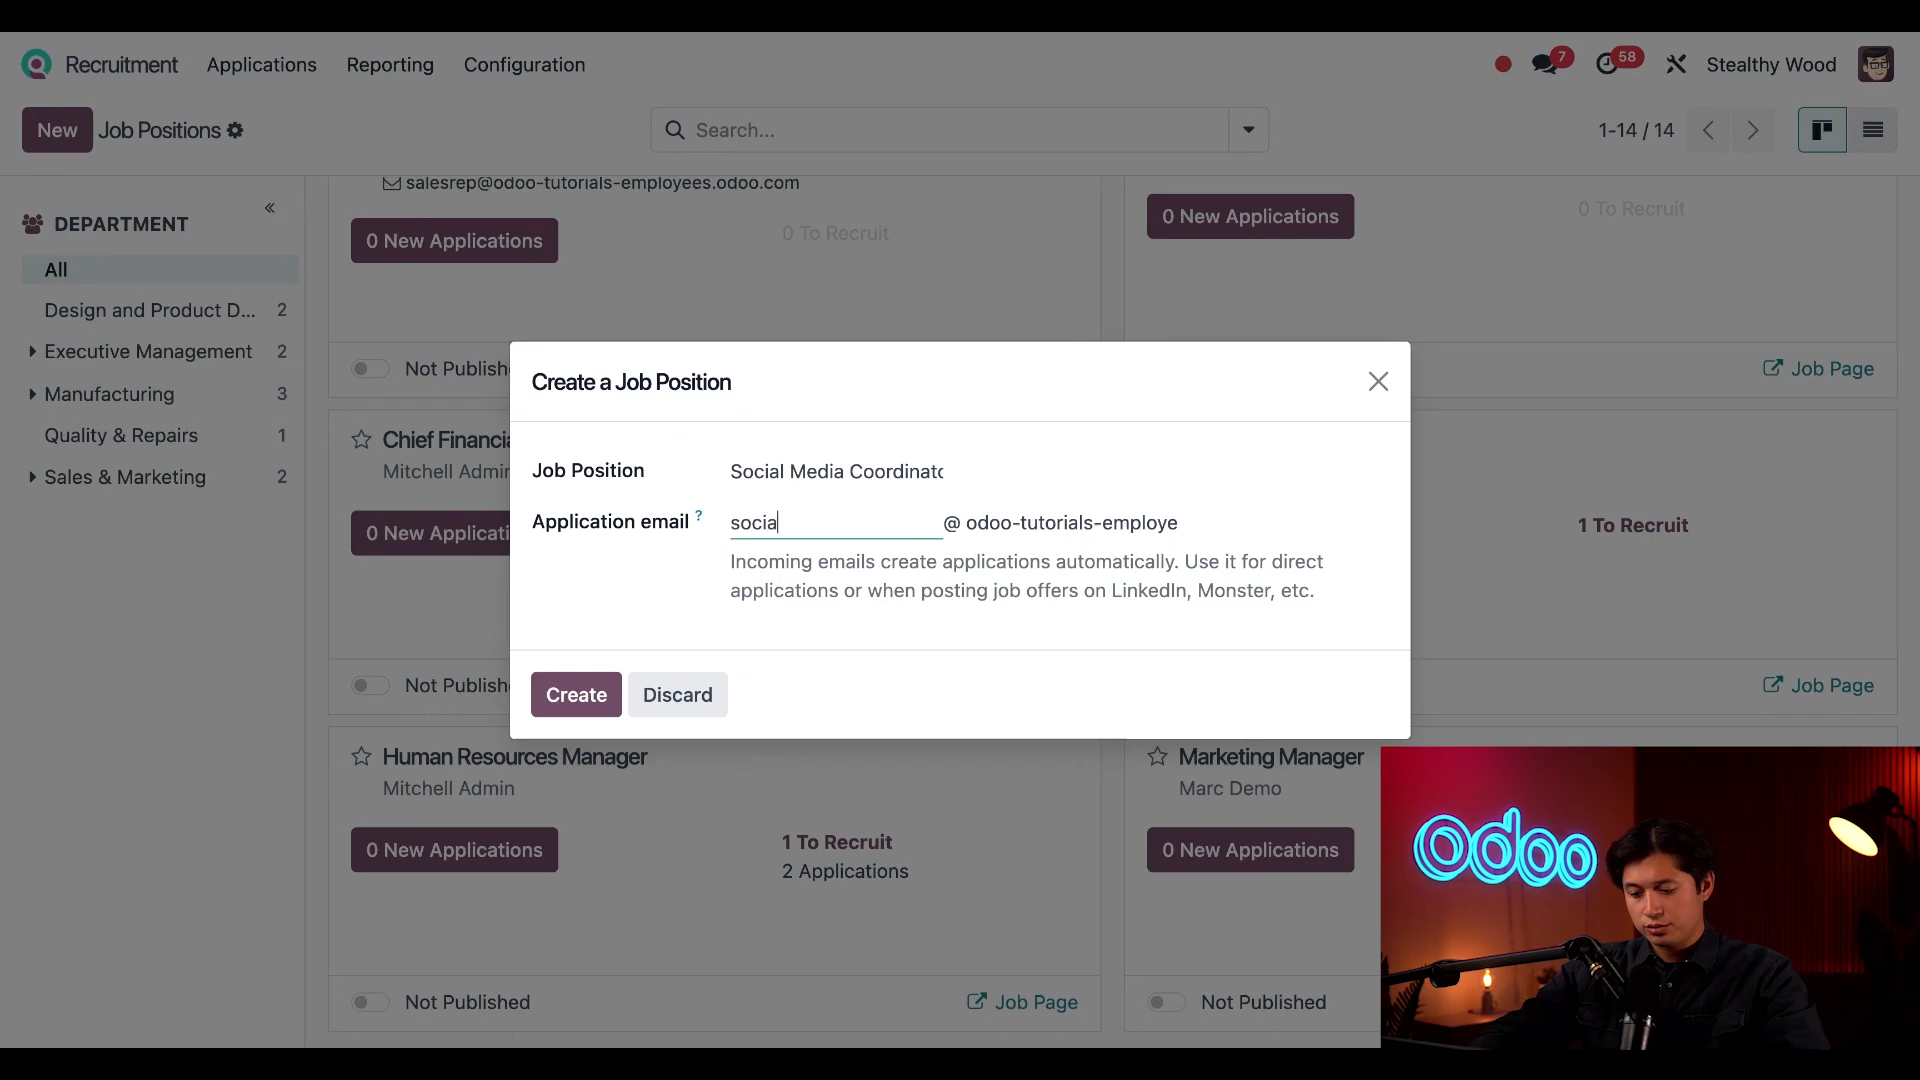 Recruitment Applications Reporting Configuration 7 58 Stealthy Wood
New Job Positions Search... 1-14 / 14
salesrep@odoo-tutorials-employees.odoo.com
DEPARTMENT
All
Design and Product D... 2
Executive Management 2
Manufacturing 3
Quality & Repairs 1
Sales & Marketing 2
0 New Applications 0 To Recruit
0 New Applications 0 To Recruit
Not Publish
Job Page
Chief Financia
Mitchell Admin
0 New Ap
1 To Recruit
Not Publish
Job Page
Create a Job Position
Job Position Social Media Coordinato
Application email ? socia @ odoo-tutorials-employe
Incoming emails create applications automatically. Use it for direct
applications or when posting job offers on LinkedIn, Monster, etc.
Create Discard
Human Resources Manager
Mitchell Admin
0 New Applications 1 To Recruit
2 Applications
Not Published Job Page
Marketing Manager
Marc Demo
0 New Applications
Not Published
odoo